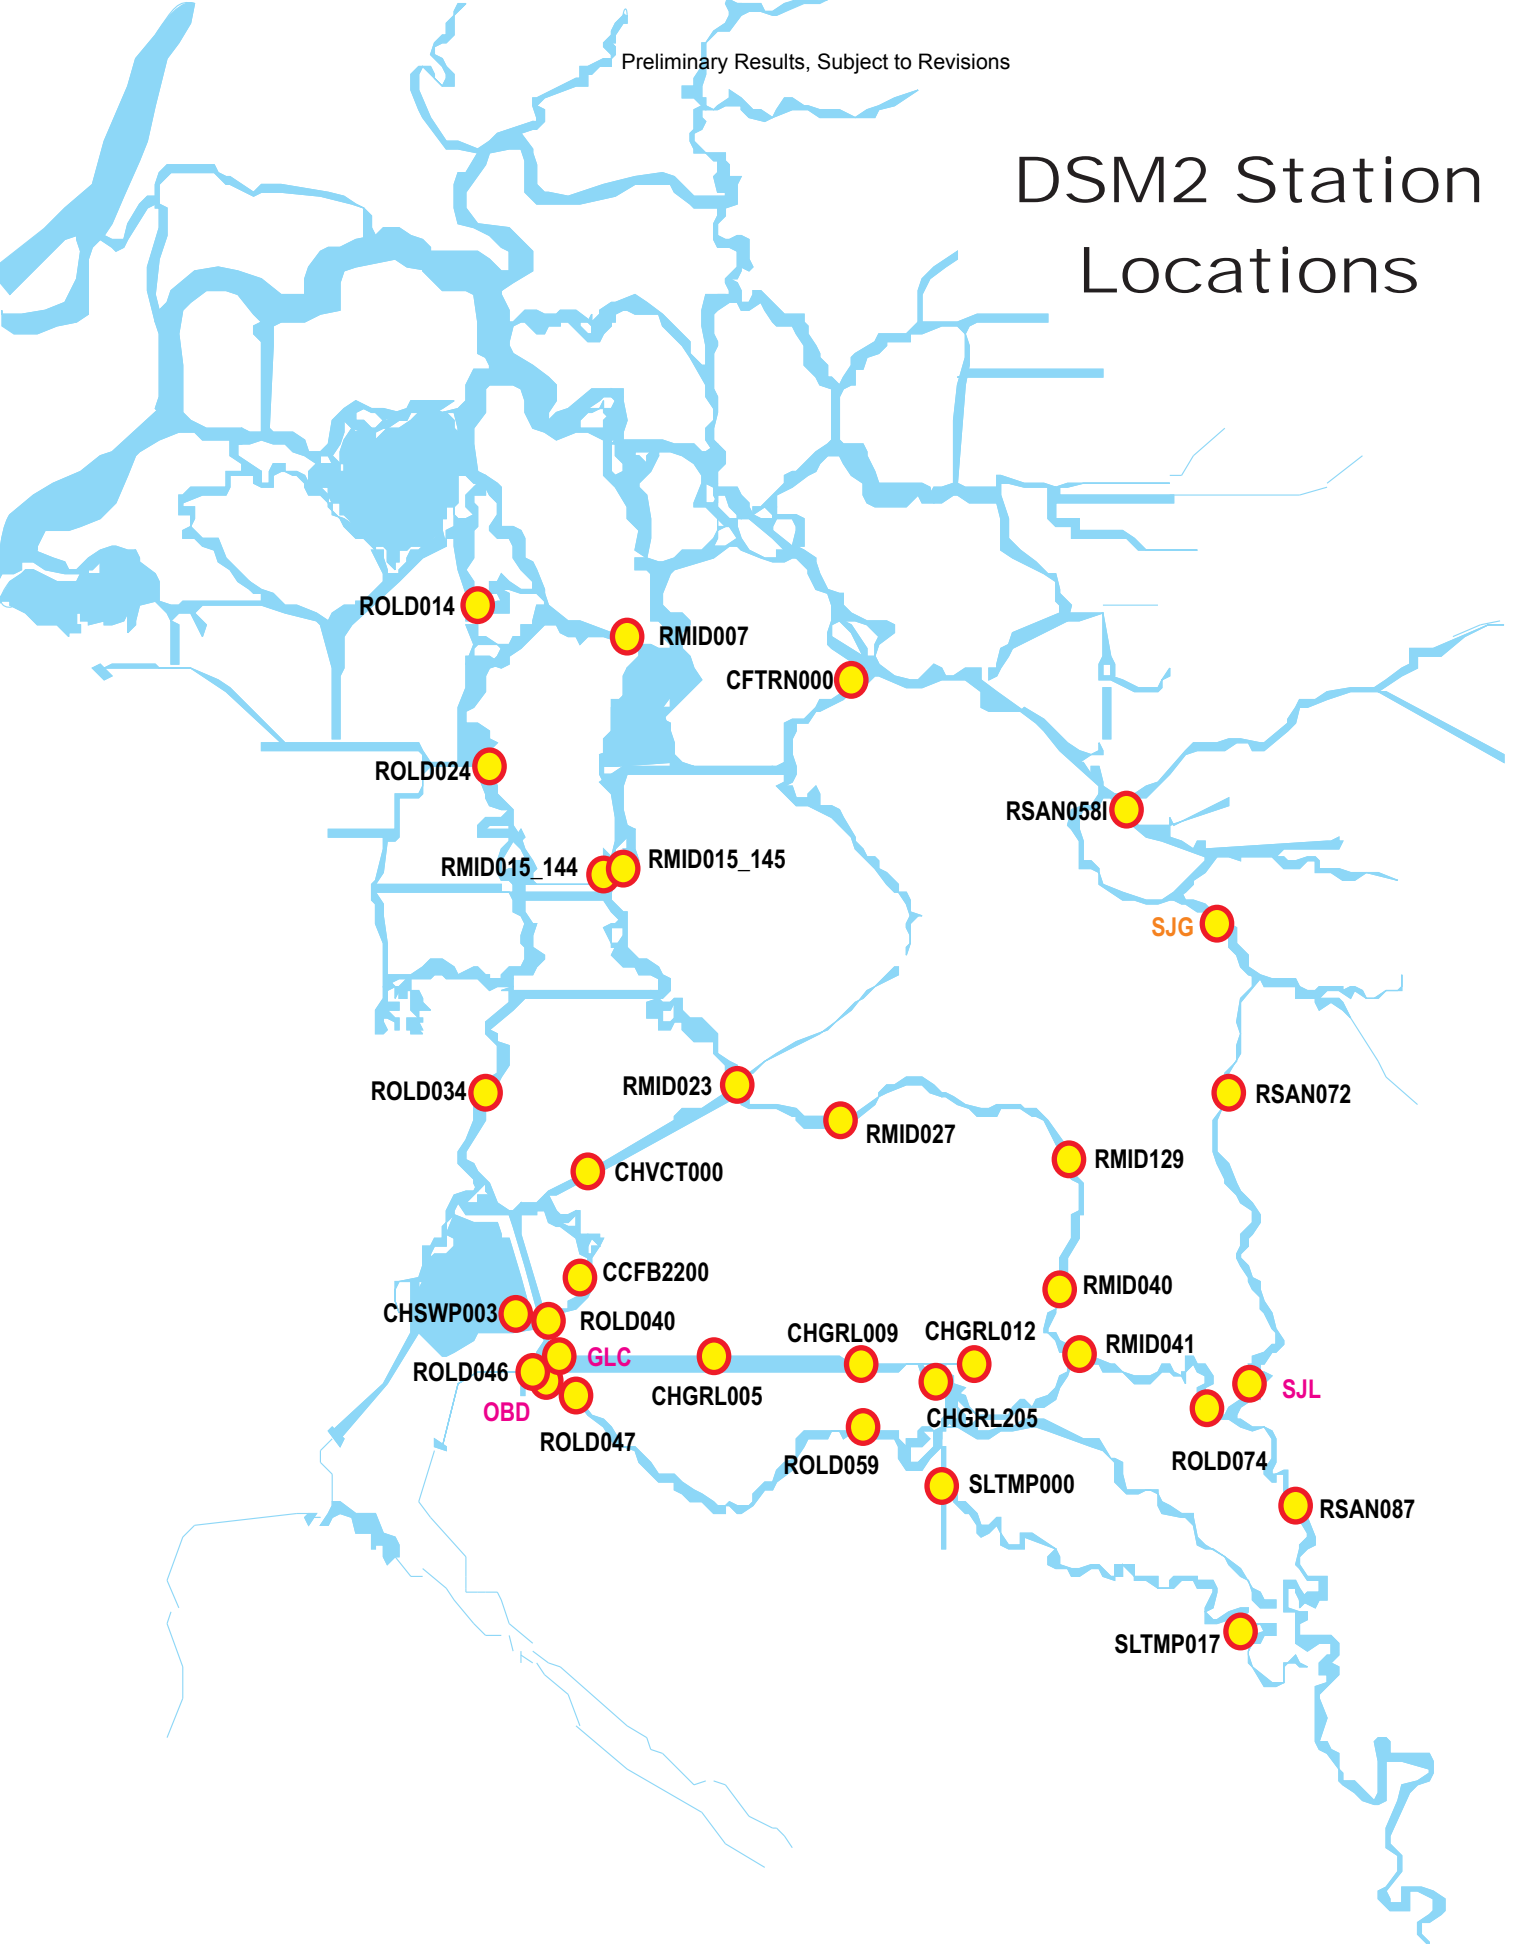 Preliminary Results, Subject to Revisions
DSM2 Station
Locations
ROLD014
RMID007
CFTRN000
ROLD024
RSAN058I
RMID015_144
RMID015_145
SJG
ROLD034
RMID023
RMID027
RSAN072
RMID129
CHVCT000
CCFB2200
RMID040
CHSWP003
ROLD040
CHGRL009
CHGRL012
RMID041
GLC
ROLD046
CHGRL005
SJL
OBD
CHGRL205
ROLD047
ROLD059
ROLD074
SLTMP000
RSAN087
SLTMP017